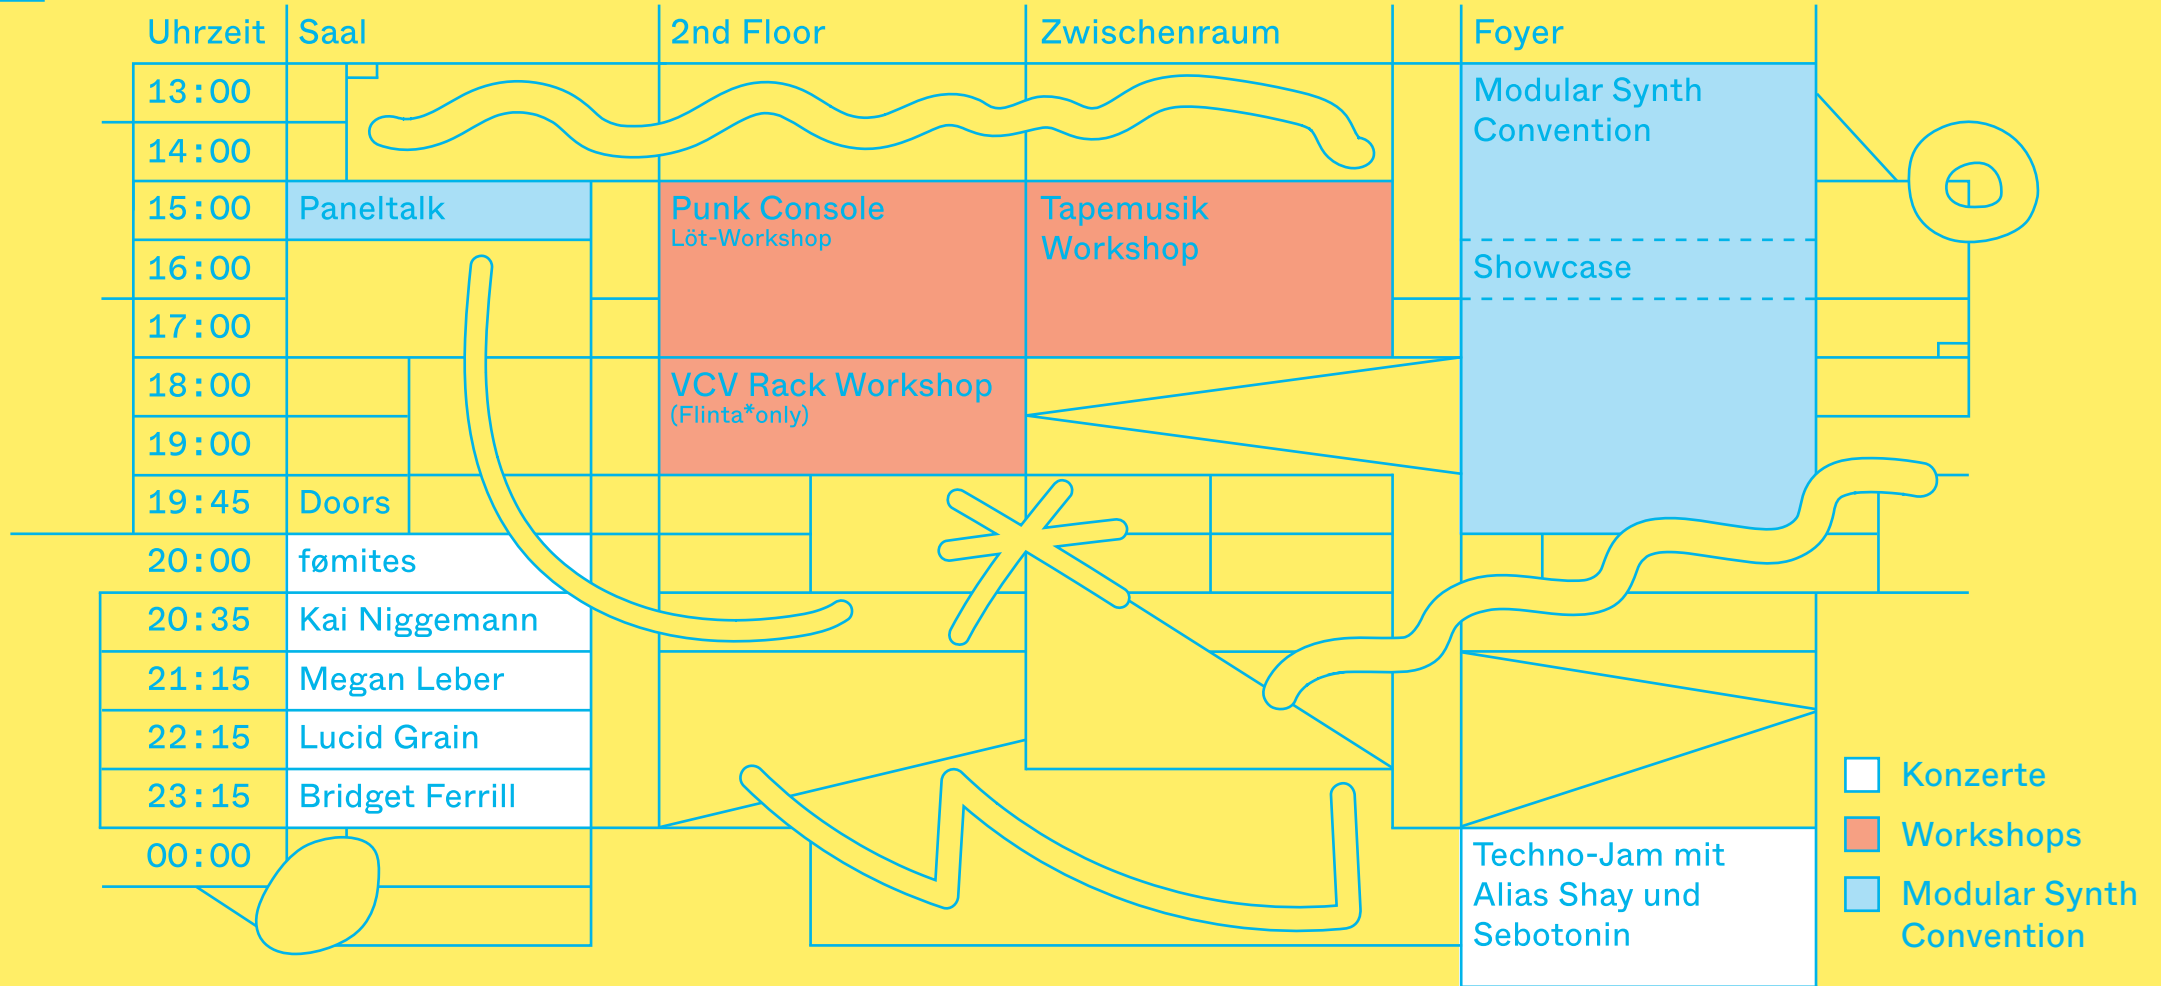 Uhrzeit Saal 2nd Floor Zwischenraum Foyer
13:00 Modular Synth
Convention
14:00
15:00 Paneltalk Punk Console Tapemusik
Löt-Workshop Workshop
16:00 Showcase
17:00
18:00 VCV Rack Workshop
(Flinta*only)
19:00
19:45 Doors
20:00 fømites
20:35 Kai Niggemann
21:15 Megan Leber
22:15 Lucid Grain
23:15 Bridget Ferrill
00:00 Techno-Jam mit
Alias Shay und
Sebotonin
Konzerte
Workshops
Modular Synth
Convention